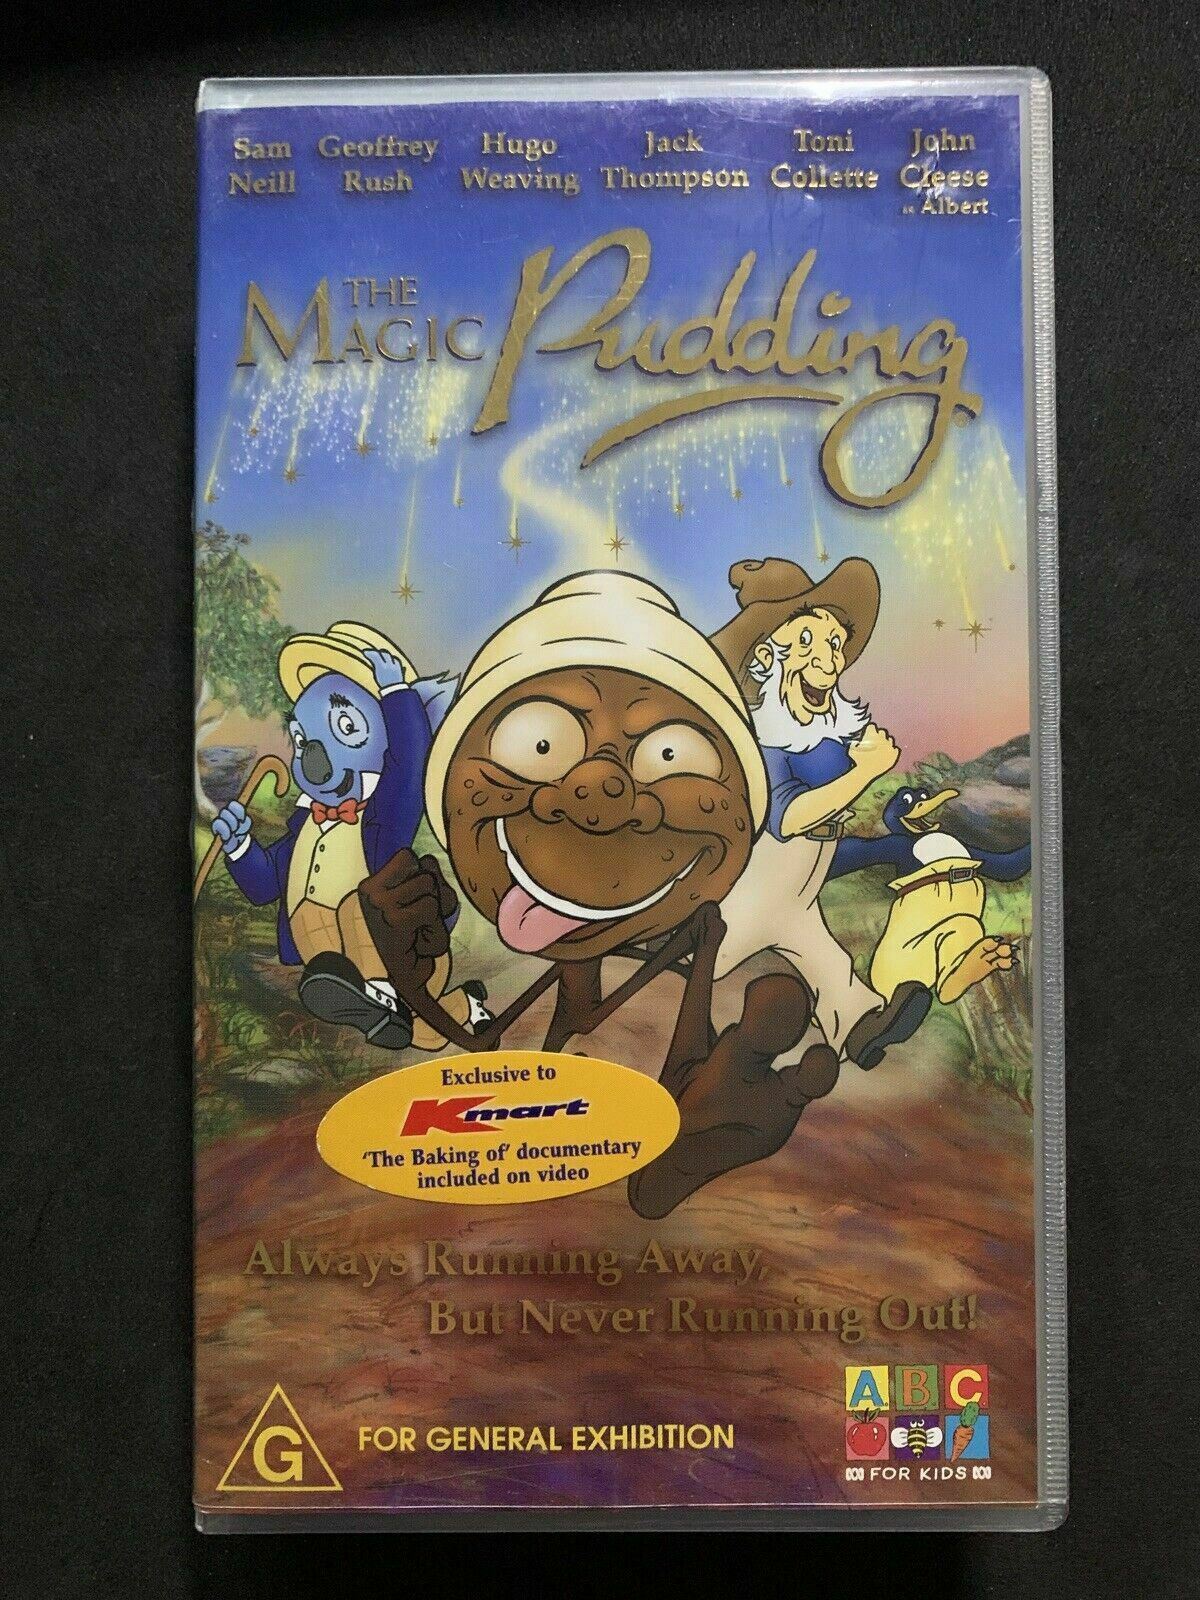 Sam Geoffrey Hugo Jack Toni John
Neill Rush Weaving Thompson Collette Cleese
as Albert
THE
MAGIC Pudding
Exclusive to
Kmart
'The Baking of' documentary
included on video
Always Running Away,
But Never Running Out!
G FOR GENERAL EXHIBITION
ABC
FOR KIDS